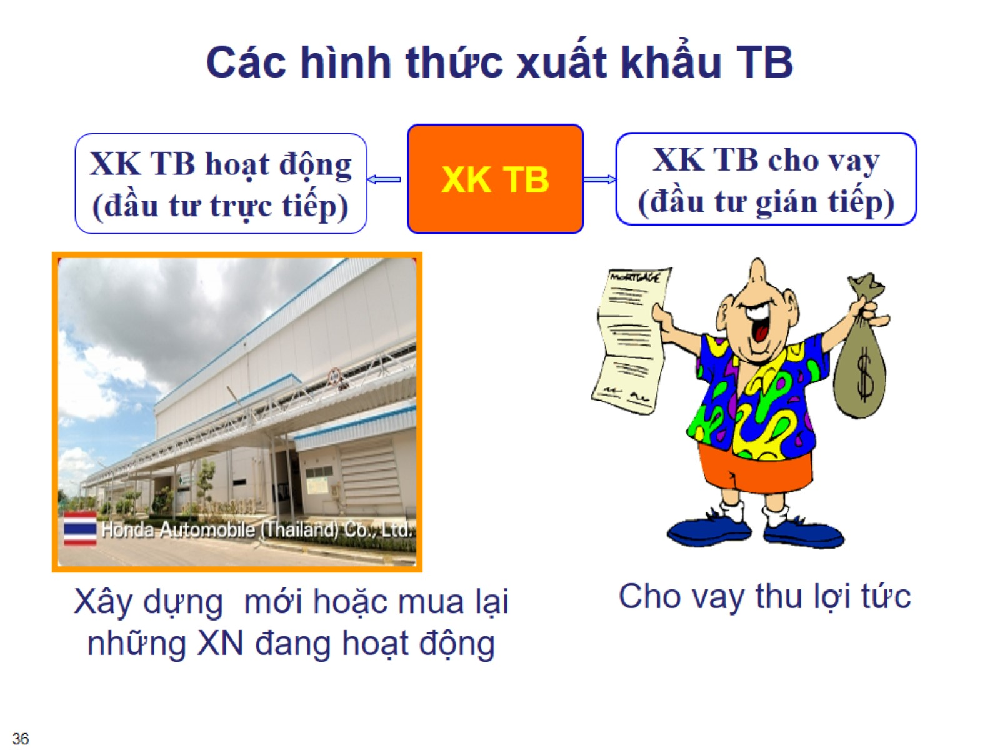 Các hình thức xuất khẩu TB
XK TB hoạt động
(đầu tư trực tiếp)
XK TB
XK TB cho vay
(đầu tư gián tiếp)
MORTGAGE
$
Honda Automobile (Thailand) Co., Ltd.
Xây dựng  mới hoặc mua lại
những XN đang hoạt động
Cho vay thu lợi tức
36